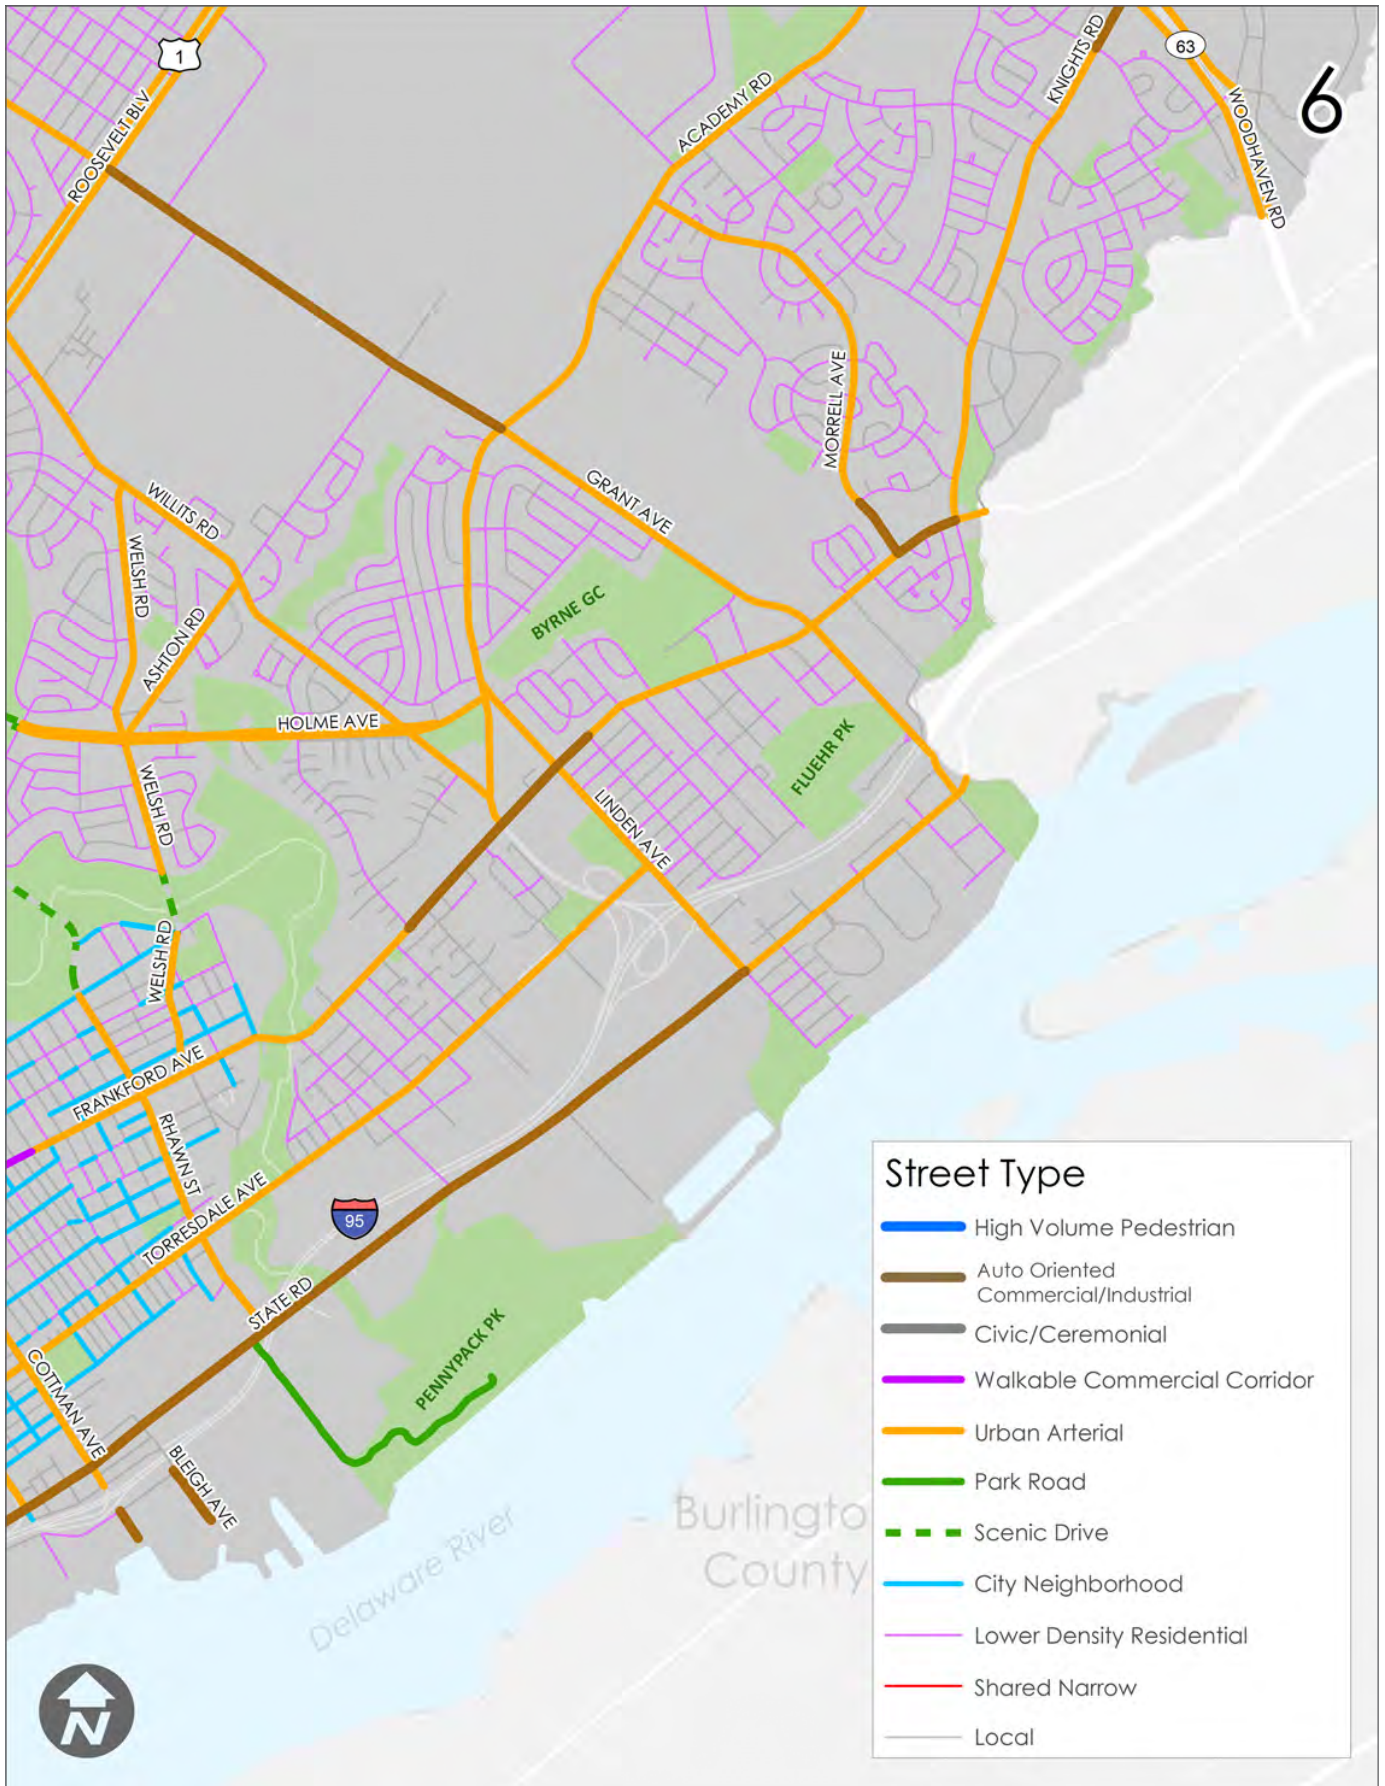 1
ROOSEVELT BLV
ACADEMY RD
KNIGHTS RD
63
WOODHAVEN RD
6
MORRELL AVE
GRANT AVE
WILLITS RD
WELSH RD
ASHTON RD
BYRNE GC
HOLME AVE
FLUEHR PK
WELSH RD
LINDEN AVE
WELSH RD
FRANKFORD AVE
RHAWN ST
TORRESDALE AVE
95
STATE RD
PENNYPACK PK
COTTMAN AVE
BLEIGH AVE
Delaware River
Burlingto
County
N
Street Type
High Volume Pedestrian
Auto Oriented
Commercial/Industrial
Civic/Ceremonial
Walkable Commercial Corridor
Urban Arterial
Park Road
Scenic Drive
City Neighborhood
Lower Density Residential
Shared Narrow
Local